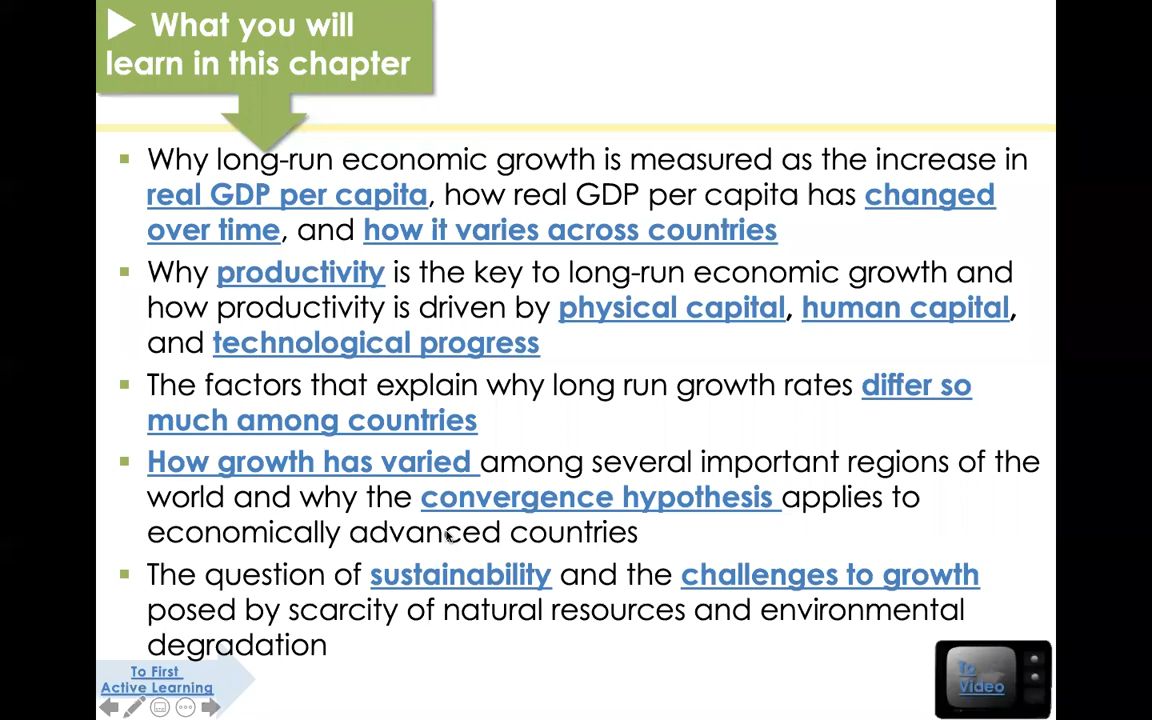 ▶ What you will
learn in this chapter
▪ Why long-run economic growth is measured as the increase in
real GDP per capita, how real GDP per capita has changed
over time, and how it varies across countries
▪ Why productivity is the key to long-run economic growth and
how productivity is driven by physical capital, human capital,
and technological progress
▪ The factors that explain why long run growth rates differ so
much among countries
▪ How growth has varied among several important regions of the
world and why the convergence hypothesis applies to
economically advanced countries
▪ The question of sustainability and the challenges to growth
posed by scarcity of natural resources and environmental
degradation
To First
Active Learning
To
Video